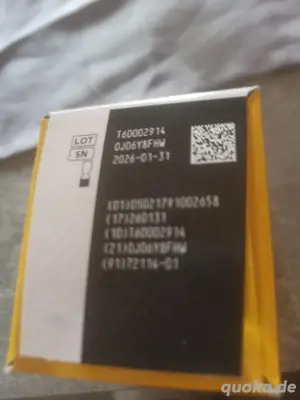 LOT
SN
T60002914
0J06Y8FHW
2026-01-31
(01)05021791002658
(17)260131
(10)T60002914
(21)0J06Y8FHW
(91)72114-01
quoka.de